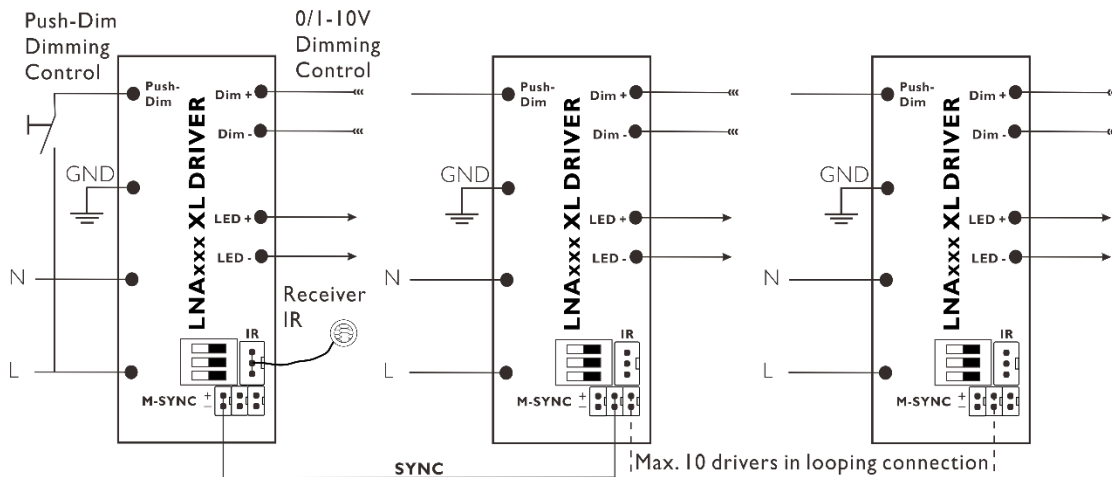 Push-Dim
Dimming
Control
0/1-10V
Dimming
Control
Push-
Dim
Dim +
Dim -
GND
LNAxxx XL DRIVER
LED +
LED -
N
Receiver
IR
IR
L
M-SYNC + -
Push-
Dim
Dim +
Dim -
GND
LNAxxx XL DRIVER
LED +
LED -
N
IR
L
M-SYNC + -
Push-
Dim
Dim +
Dim -
GND
LNAxxx XL DRIVER
LED +
LED -
N
IR
L
M-SYNC + -
SYNC
Max. 10 drivers in looping connection